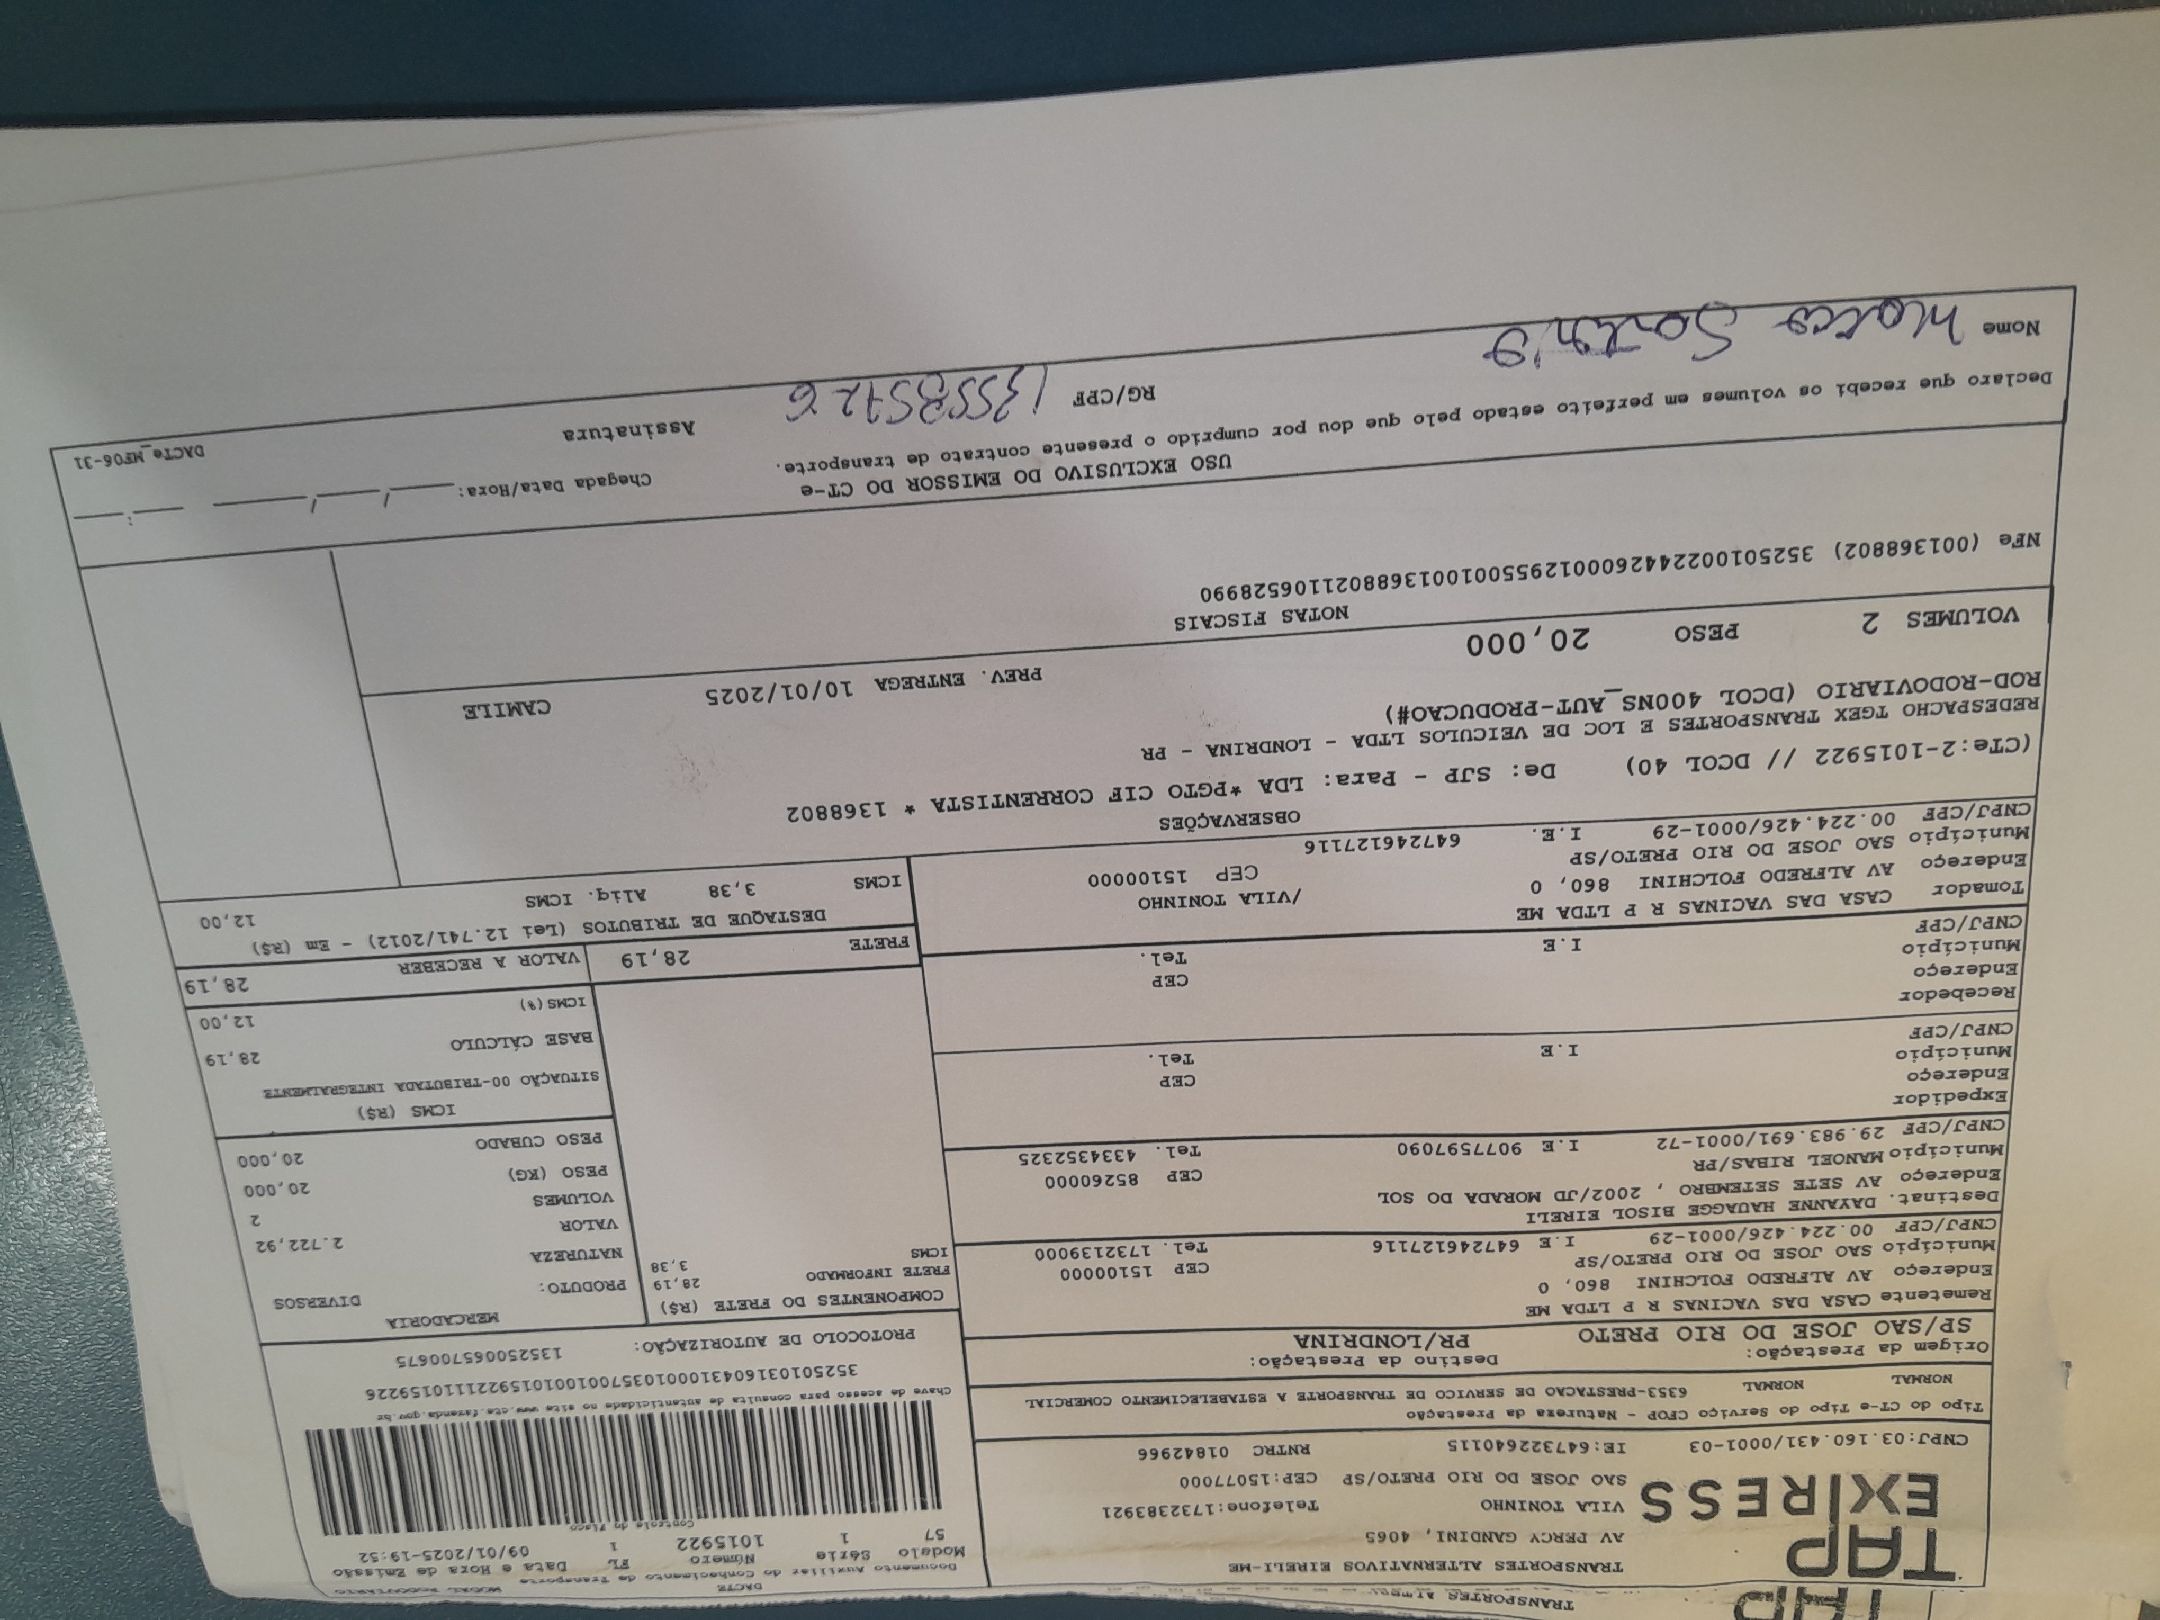 TRANSPORTES
TAP
EXPRESS
TRANSPORTES ALTERNATIVOS EIRELI-ME
AV PERCY GANDINI, 4065
VILA TONINHO Telefone:1732383921
SAO JOSE DO RIO PRETO/SP CEP:15077000
CNPJ:03.160.431/0001-03 IE:647322640115 RNTRC 01842966
DACTE
Documento Auxiliar do Conhecimento de Transporte
MODAL RODOVIARIO
Modelo Série Número FL Data e Hora de Emissão
57 1 1015922 1 09/01/2025-19:52
Controle do Fisco
Chave de acesso para consulta de autenticidade no site www.cte.fazenda.gov.br
35250103160431000103570010010159221110159226
PROTOCOLO DE AUTORIZAÇÃO: 135250065700675
Tipo do CT-e Tipo do Serviço CFOP - Natureza da Prestação
NORMAL NORMAL 6353-PRESTACAO DE SERVICO DE TRANSPORTE A ESTABELECIMENTO COMERCIAL
Origem da Prestação: Destino da Prestação:
SP/SAO JOSE DO RIO PRETO PR/LONDRINA
Remetente CASA DAS VACINAS R P LTDA ME
Endereço AV ALFREDO FOLCHINI 860, 0 CEP 15100000
Município SAO JOSE DO RIO PRETO/SP Tel. 1732139000
CNPJ/CPF 00.224.426/0001-29 I.E 647246127116
Destinat. DAYANNE HAUAGGE BISOL EIRELI
Endereço AV SETE SETEMBRO , 2002/JD MORADA DO SOL
Município MANOEL RIBAS/PR CEP 85260000
CNPJ/CPF 29.983.691/0001-72 I.E 9077597090 Tel. 4334352325
Expedidor
Endereço
Município CEP
CNPJ/CPF I.E Tel.
Recebedor
Endereço
Município CEP
CNPJ/CPF I.E Tel.
Tomador CASA DAS VACINAS R P LTDA ME
Endereço AV ALFREDO FOLCHINI 860, 0 /VILA TONINHO
Município SAO JOSE DO RIO PRETO/SP CEP 15100000
CNPJ/CPF 00.224.426/0001-29 I.E. 647246127116
COMPONENTES DO FRETE (R$)
FRETE INFORMADO 28,19
ICMS 3,38
MERCADORIA
PRODUTO: DIVERSOS
NATUREZA
VALOR 2.722,92
VOLUMES 2
PESO (KG) 20,000
PESO CUBADO 20,000
ICMS (R$)
SITUAÇÃO 00-TRIBUTADA INTEGRALMENTE
BASE CÁLCULO 28,19
ICMS(%) 12,00
FRETE 28,19 VALOR A RECEBER 28,19
DESTAQUE DE TRIBUTOS (Lei 12.741/2012) - Em (R$)
ICMS 3,38 Aliq. ICMS 12,00
OBSERVAÇÕES
(CTe:2-1015922 // DCOL 40) De: SJP - Para: LDA *PGTO CIF CORRENTISTA * 1368802
REDESPACHO TGEX TRANSPORTES E LOC DE VEICULOS LTDA - LONDRINA - PR
ROD-RODOVIARIO (DCOL 400NS_AUT-PRODUCAO#)
PREV. ENTREGA 10/01/2025 CAMILE
VOLUMES 2 PESO 20,000
NOTAS FISCAIS
NFe (001368802) 35250100224426000129550010013688021106528990
USO EXCLUSIVO DO EMISSOR DO CT-e
Declaro que recebi os volumes em perfeito estado pelo que dou por cumprido o presente contrato de transporte.
Chegada Data/Hora: ____/____/______ ___:___
Nome RG/CPF Assinatura
DACTe_MF06-31